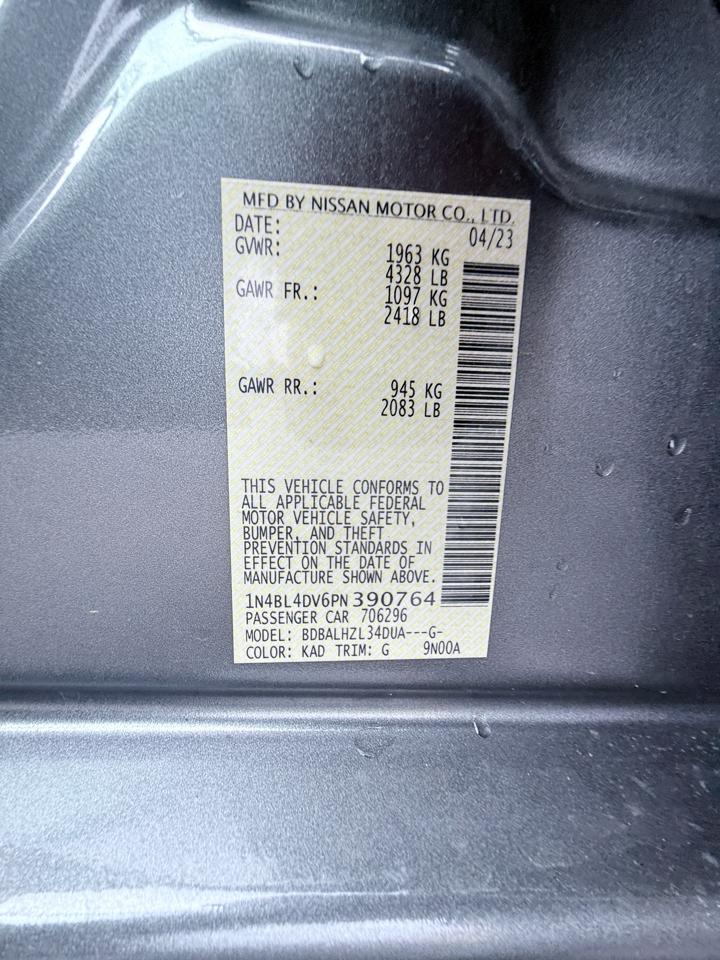 MFD BY NISSAN MOTOR CO., LTD.
DATE: 04/23
GVWR: 1963 KG
4328 LB
GAWR FR.: 1097 KG
2418 LB
GAWR RR.: 945 KG
2083 LB
THIS VEHICLE CONFORMS TO
ALL APPLICABLE FEDERAL
MOTOR VEHICLE SAFETY,
BUMPER, AND THEFT
PREVENTION STANDARDS IN
EFFECT ON THE DATE OF
MANUFACTURE SHOWN ABOVE.
1N4BL4DV6PN390764
PASSENGER CAR 706296
MODEL: BDBALHZL34DUA---G-
COLOR: KAD TRIM: G 9N00A